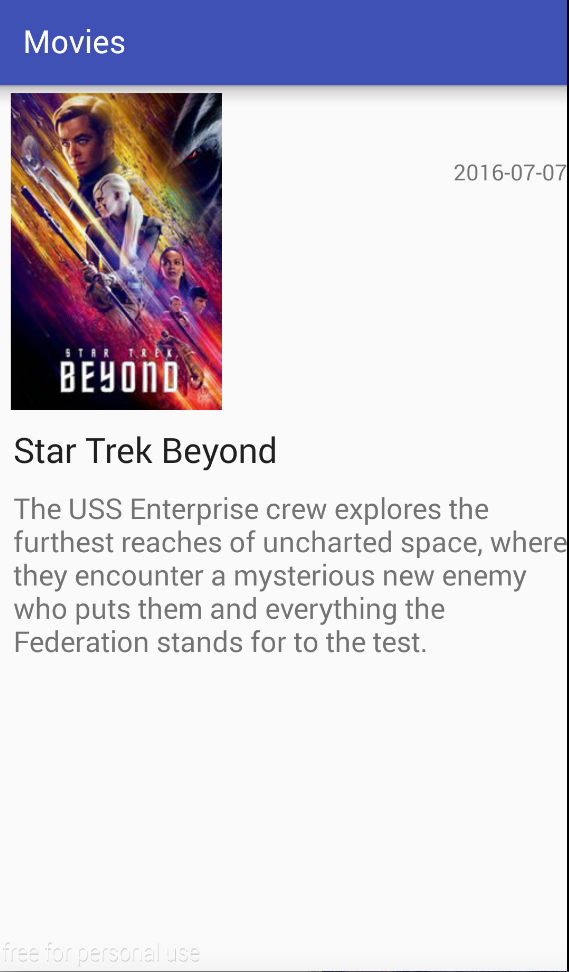 Movies
2016-07-07
STAR TREK
BEYOND
Star Trek Beyond
The USS Enterprise crew explores the
furthest reaches of uncharted space, where
they encounter a mysterious new enemy
who puts them and everything the
Federation stands for to the test.
free for personal use